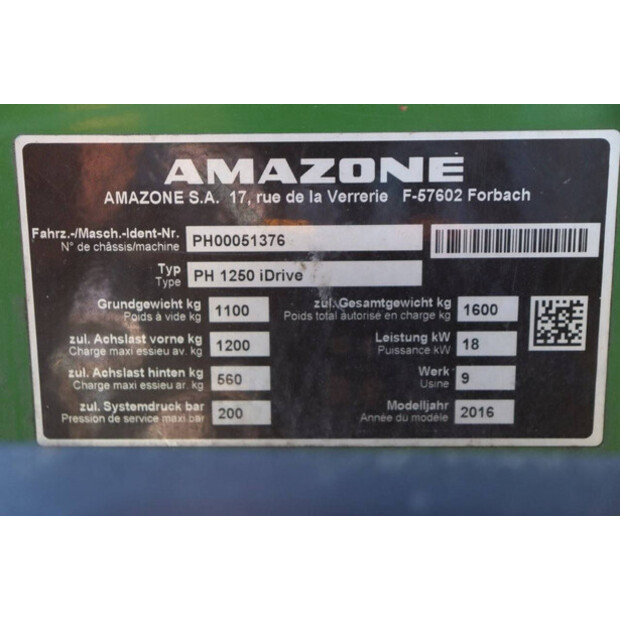 AMAZONE
AMAZONE S.A. 17, rue de la Verrerie F-57602 Forbach
Fahrz.-/Masch.-Ident-Nr. PH00051376
N° de châssis/machine
Typ PH 1250 iDrive
Type
Grundgewicht kg 1100 zul. Gesamtgewicht kg 1600
Poids à vide kg Poids total autorisé en charge kg
zul. Achslast vorne kg 1200 Leistung kW 18
Charge maxi essieu av. kg Puissance kW
zul. Achslast hinten kg 560 Werk 9
Charge maxi essieu ar. kg Usine
zul. Systemdruck bar 200 Modelljahr 2016
Pression de service maxi bar Année du modèle